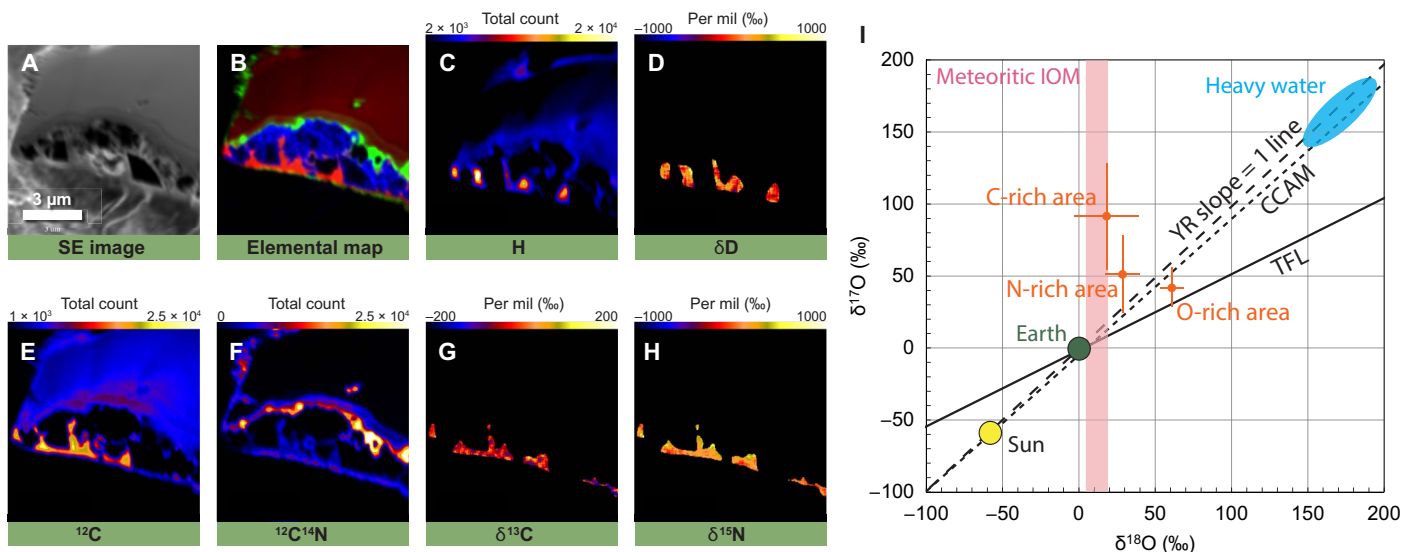 Total count
2 × 10³ 2 × 10⁴
Per mil (‰)
−1000 1000
A
3 μm
3 um
SE image
B
Elemental map
C
H
D
δD
Total count
1 × 10³ 2.5 × 10⁴
Total count
0 2.5 × 10⁴
Per mil (‰)
−200 200
Per mil (‰)
−1000 1000
E
¹²C
F
¹²C¹⁴N
G
δ¹³C
H
δ¹⁵N
I
200
150
100
50
0
−50
−100
δ¹⁷O (‰)
Meteoritic IOM
Heavy water
YR slope = 1 line
CCAM
C-rich area
TFL
N-rich area
O-rich area
Earth
Sun
−100 −50 0 50 100 150 200
δ¹⁸O (‰)